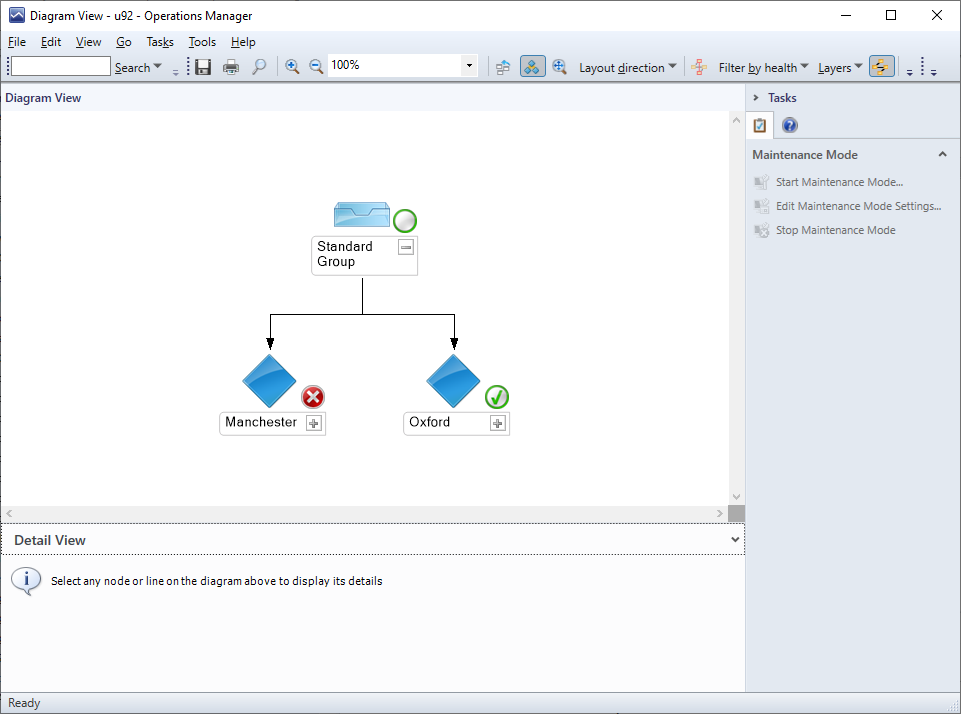 Diagram View - u92 - Operations Manager
File Edit View Go Tasks Tools Help
Search 100% Layout direction Filter by health Layers
Diagram View
Tasks
Maintenance Mode
Start Maintenance Mode...
Edit Maintenance Mode Settings...
Stop Maintenance Mode
Standard
Group
Manchester
Oxford
Detail View
Select any node or line on the diagram above to display its details
Ready